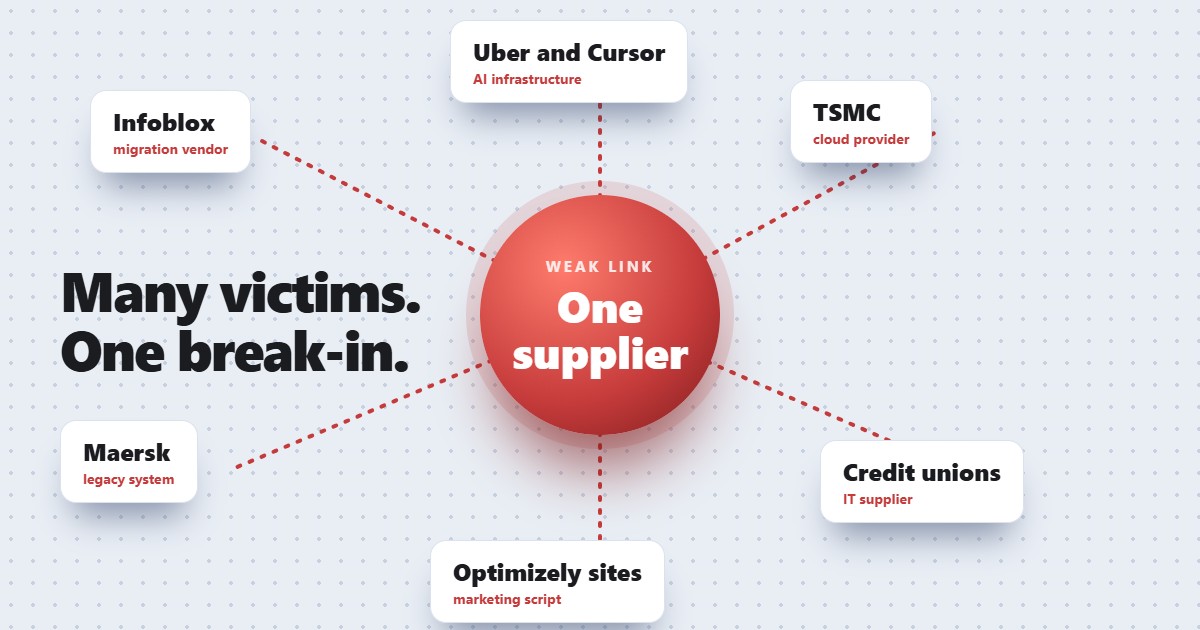 Uber and Cursor
AI infrastructure
Infoblox
migration vendor
TSMC
cloud provider
WEAK LINK
One
supplier
Many victims.
One break-in.
Maersk
legacy system
Credit unions
IT supplier
Optimizely sites
marketing script